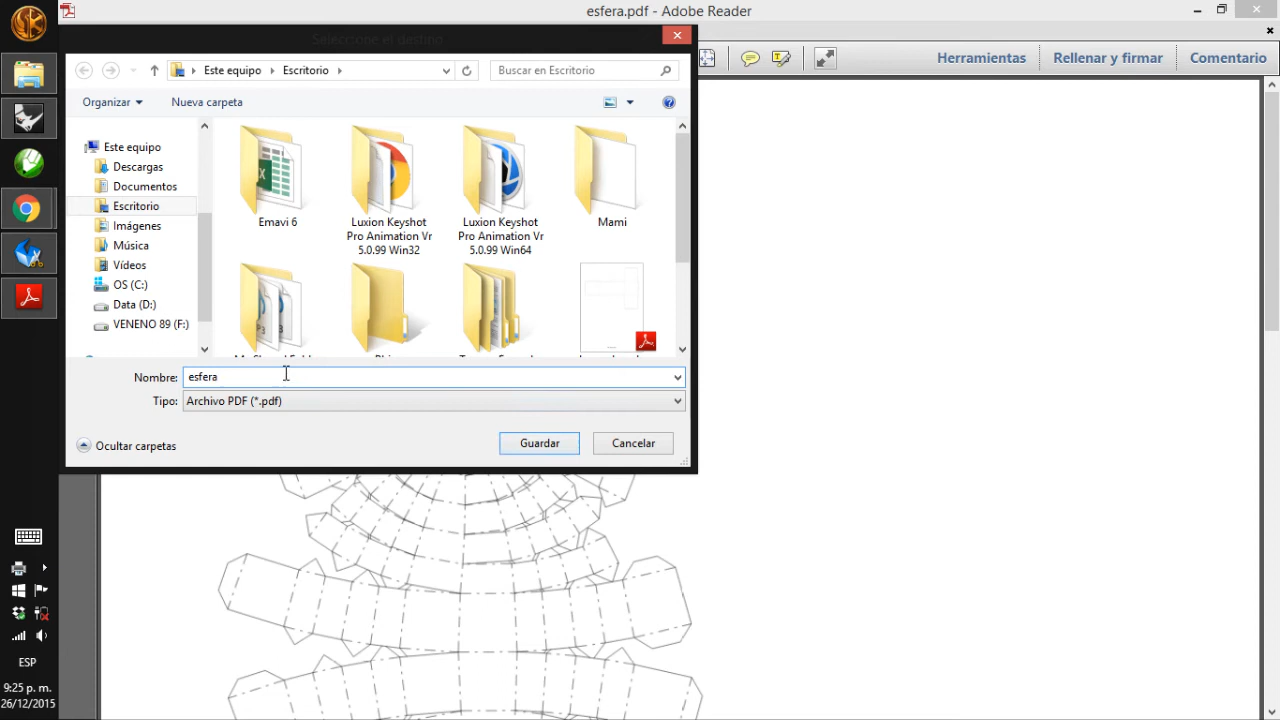 esfera.pdf - Adobe Reader
Seleccione el destino
Este equipo
Escritorio
Buscar en Escritorio
Herramientas
Rellenar y firmar
Comentario
Organizar
Nueva carpeta
Este equipo
Descargas
Documentos
Escritorio
Imágenes
Música
Vídeos
OS (C:)
Data (D:)
VENENO 89 (F:)
Emavi 6
Luxion Keyshot
Pro Animation Vr
5.0.99 Win32
Luxion Keyshot
Pro Animation Vr
5.0.99 Win64
Mami
Nombre:
esfera
Tipo:
Archivo PDF (*.pdf)
Ocultar carpetas
Guardar
Cancelar
ESP
9:25 p. m.
26/12/2015